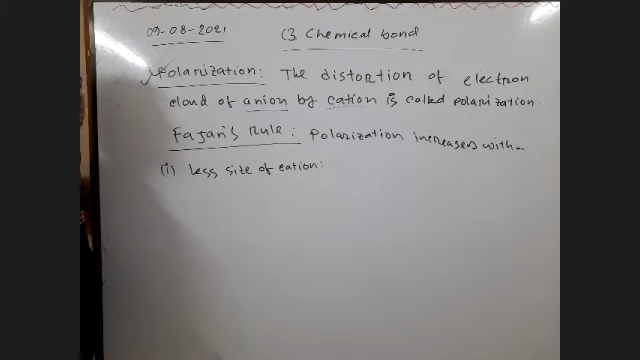 09-08-2021 C3. Chemical bond
Polarization: The distortion of electron
cloud of anion by cation is called polarization.
Fajan's Rule: Polarization increases with-
(i) Less size of cation: